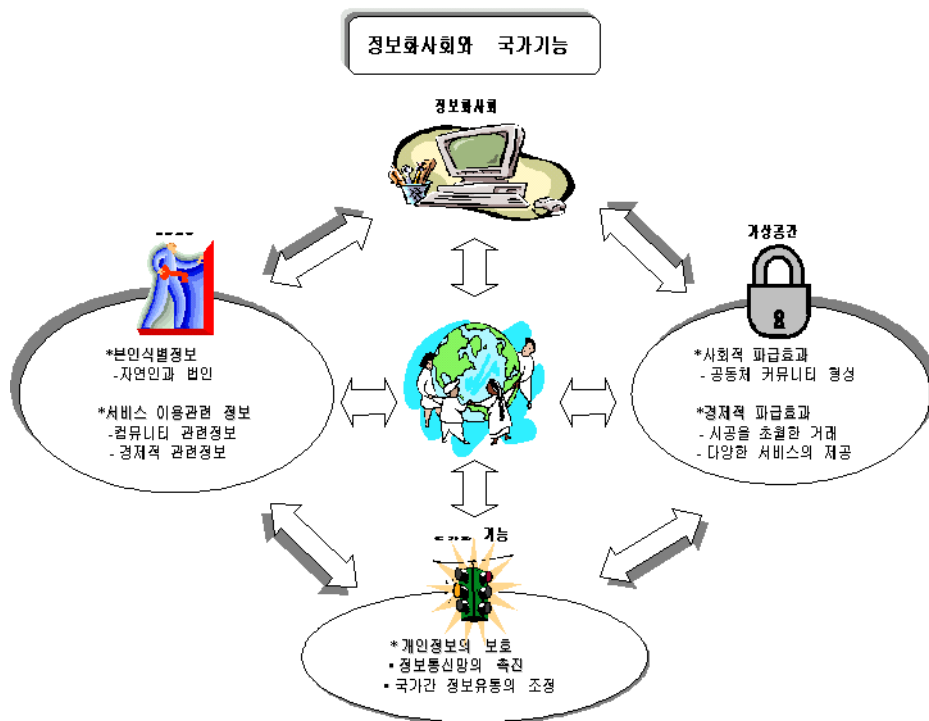 정보화사회와 국가기능
정보화사회
가상공간
*본인식별정보
-자연인과 법인
*서비스 이용관련 정보
-컴뮤니티 관련정보
-경제적 관련정보
*사회적 파급효과
- 공동체 커뮤니티 형성
*경제적 파급효과
- 시공을 초월한 거래
- 다양한 서비스의 제공
기능
*개인정보의 보호
▪ 정보통신망의 촉진
▪ 국가간 정보유통의 조정